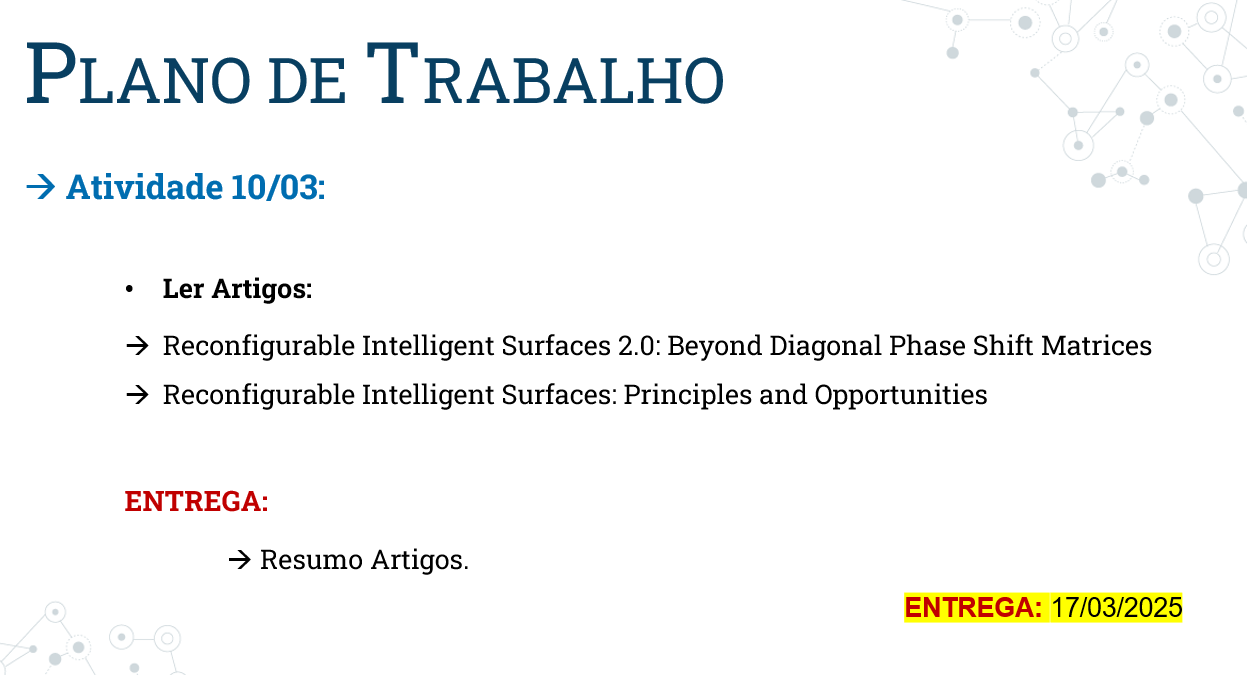 PLANO DE TRABALHO
→ Atividade 10/03:
• Ler Artigos:
→ Reconfigurable Intelligent Surfaces 2.0: Beyond Diagonal Phase Shift Matrices
→ Reconfigurable Intelligent Surfaces: Principles and Opportunities
ENTREGA:
→ Resumo Artigos.
ENTREGA: 17/03/2025